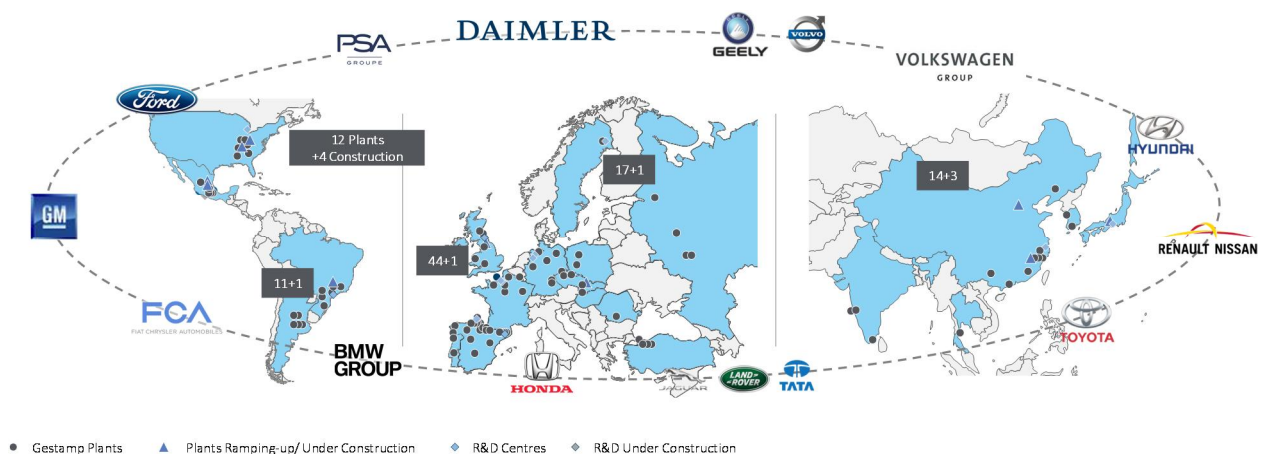 PSA
GROUPE
DAIMLER
GEELY
VOLVO
VOLKSWAGEN
GROUP
Ford
12 Plants
+4 Construction
17+1
14+3
HYUNDAI
GM
44+1
RENAULT NISSAN
11+1
FCA
FIAT CHRYSLER AUTOMOBILES
TOYOTA
BMW
GROUP
HONDA
JAGUAR
LAND-
-ROVER
TATA
Gestamp Plants
Plants Ramping-up/ Under Construction
R&D Centres
R&D Under Construction